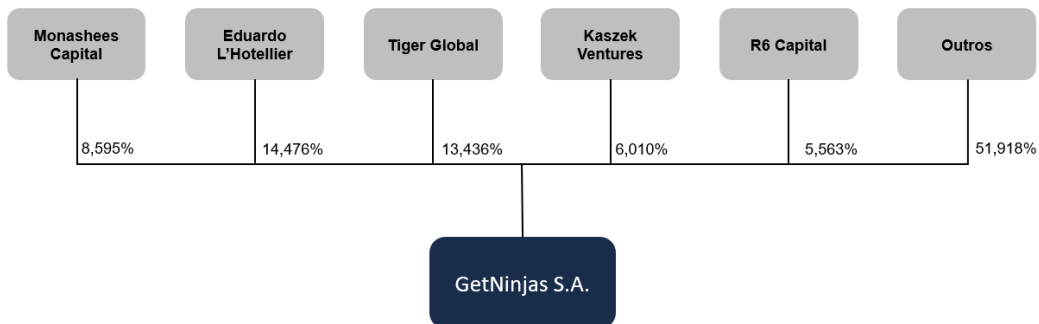 Monashees
Capital
Eduardo
L'Hotellier
Tiger Global
Kaszek
Ventures
R6 Capital
Outros
8,595%
14,476%
13,436%
6,010%
5,563%
51,918%
GetNinjas S.A.